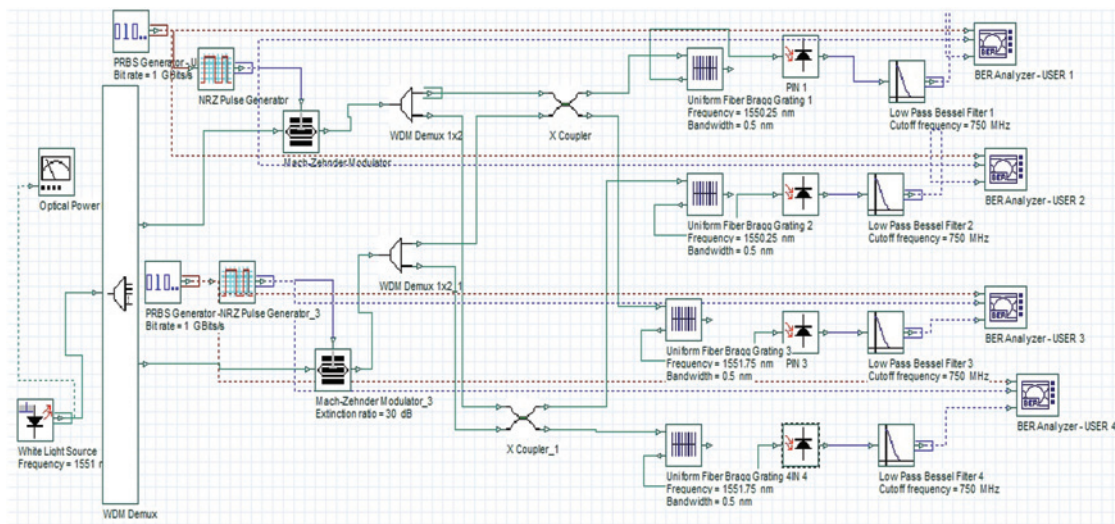 PRBS Generator - U
Bit rate = 1 GBits/s
NRZ Pulse Generator
Mach-Zehnder Modulator
WDM Demux 1x2
X Coupler
Uniform Fiber Bragg Grating 1
Frequency = 1550.25 nm
Bandwidth = 0.5 nm
PIN 1
Low Pass Bessel Filter 1
Cutoff frequency = 750 MHz
BER Analyzer - USER 1
Optical Power
Uniform Fiber Bragg Grating 2
Frequency = 1550.25 nm
Bandwidth = 0.5 nm
Low Pass Bessel Filter 2
Cutoff frequency = 750 MHz
BER Analyzer - USER 2
WDM Demux 1x2_1
PRBS Generator-NRZ Pulse Generator_3
Bit rate = 1 GBits/s
Mach-Zehnder Modulator_3
Extinction ratio = 30 dB
Uniform Fiber Bragg Grating 3
Frequency = 1551.75 nm
Bandwidth = 0.5 nm
PIN 3
Low Pass Bessel Filter 3
Cutoff frequency = 750 MHz
BER Analyzer - USER 3
White Light Source
Frequency = 1551
WDM Demux
X Coupler_1
Uniform Fiber Bragg Grating 4IN 4
Frequency = 1551.75 nm
Bandwidth = 0.5 nm
Low Pass Bessel Filter 4
Cutoff frequency = 750 MHz
BER Analyzer - USER 4